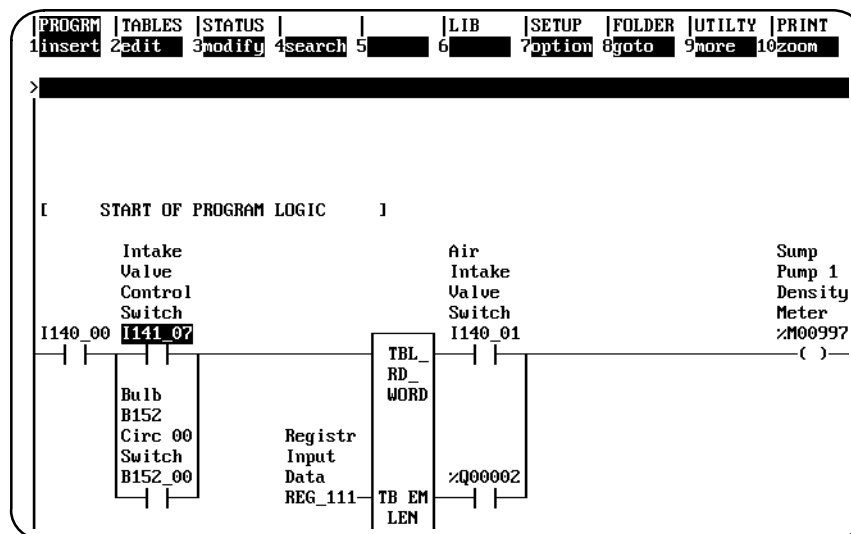 PROGRM TABLES STATUS LIB SETUP FOLDER UTILTY PRINT
1insert 2edit 3modify 4search 5 6 7option 8goto 9more 10zoom
>
[ START OF PROGRAM LOGIC ]
Intake Air Sump
Valve Intake Pump 1
Control Valve Density
Switch Switch Meter
I140_00 I141_07 I140_01 %M00997
TBL_
RD_
Bulb WORD
B152
Circ 00 Registr
Switch Input
B152_00 Data %Q00002
REG_111 TB EM
LEN